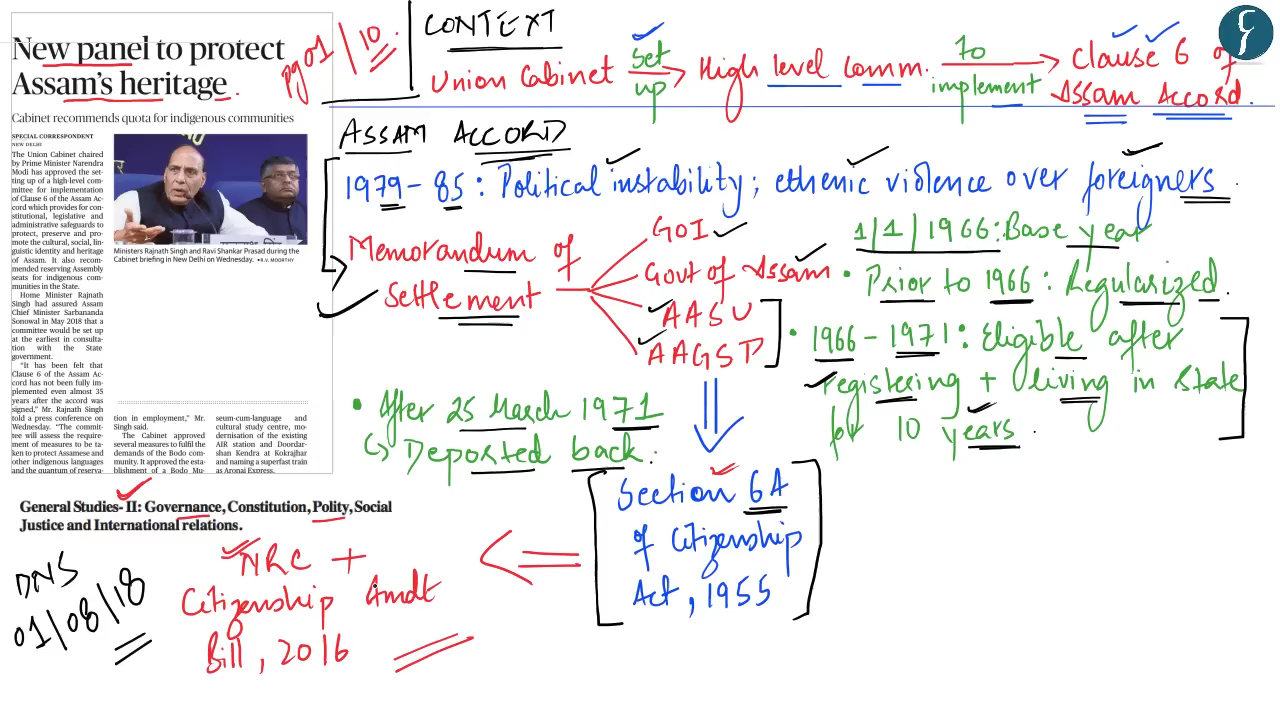 New panel to protect
Assam's heritage
Cabinet recommends quota for indigenous communities
SPECIAL CORRESPONDENT
NEW DELHI
The Union Cabinet chaired
by Prime Minister Narendra
Modi has approved the set-
ting up of a high-level com-
mittee for implementation
of Clause 6 of the Assam Ac-
cord which provides for con-
stitutional, legislative and
administrative safeguards to
protect, preserve and pro-
mote the cultural, social, lin-
guistic identity and heritage
of Assam. It also recom-
mended reserving Assembly
seats for indigenous com-
munities in the State.
Home Minister Rajnath
Singh had assured Assam
Chief Minister Sarbananda
Sonowal in May 2018 that a
committee would be set up
at the earliest in consulta-
tion with the State
government.
"It has been felt that
Clause 6 of the Assam Ac-
cord has not been fully im-
plemented even almost 35
years after the accord was
signed," Mr. Rajnath Singh
told a press conference on
Wednesday. "The commit-
tee will assess the require-
ment of measures to be ta-
ken to protect Assamese and
other indigenous languages
and the quantum of reserva-
Ministers Rajnath Singh and Ravi Shankar Prasad during the
Cabinet briefing in New Delhi on Wednesday. ▪R.V. MOORTHY
tion in employment," Mr.
Singh said.
The Cabinet approved
several measures to fulfil the
demands of the Bodo com-
munity. It approved the esta-
blishment of a Bodo Mu-
seum-cum-language and
cultural study centre, mo-
dernisation of the existing
AIR station and Doordar-
shan Kendra at Kokrajhar
and naming a superfast train
as Aronai Express.
pg 01/10
CONTEXT
Union Cabinet set up → High level Comm. to implement → Clause 6 of
Assam Accord.
ASSAM ACCORD
1979-85: Political instability; ethenic violence over foreigners.
Memorandum of
Settlement
GOI
Govt of Assam
AASU
AAGSP
1/1/1966: Base year
• Prior to 1966: Regularized.
• 1966-1971: Eligible after
registering + living in State
for 10 years.
• After 25 March 1971
↳ Deported back.
Section 6A
of Citizenship
Act, 1955
General Studies- II: Governance, Constitution, Polity, Social
Justice and International relations.
NRC +
Citizenship Amdt
Bill, 2016
DNS
01/08/18